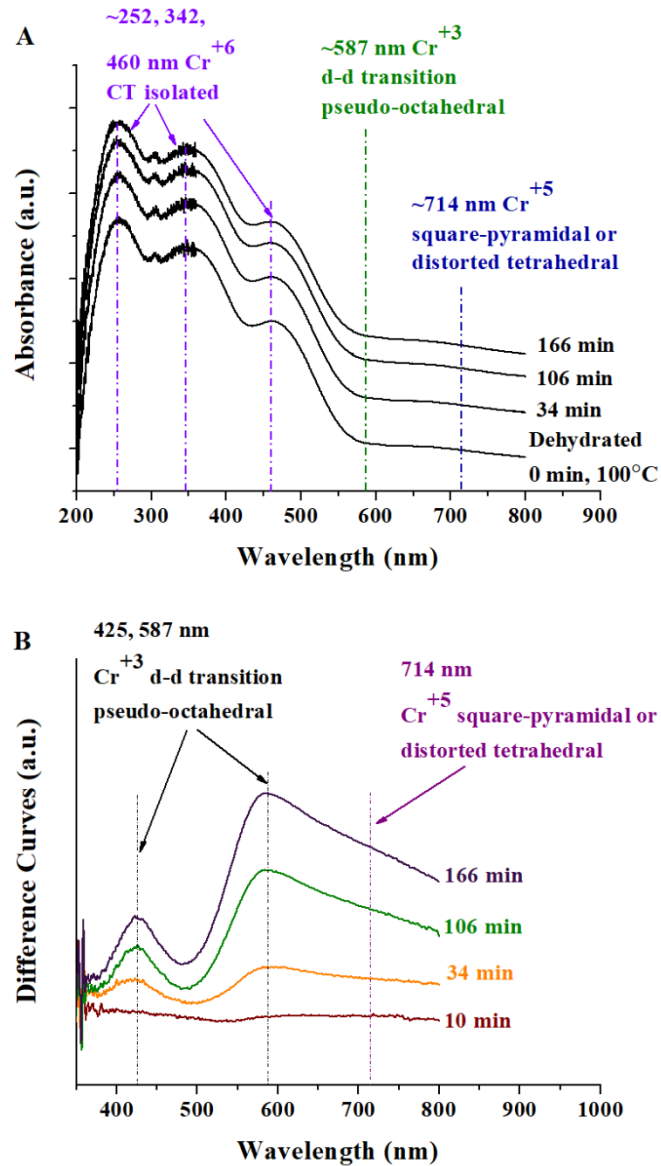 A
~252, 342,
460 nm Cr+6
CT isolated
~587 nm Cr+3
d-d transition
pseudo-octahedral
~714 nm Cr+5
square-pyramidal or
distorted tetrahedral
Absorbance (a.u.)
166 min
106 min
34 min
Dehydrated
0 min, 100°C
200 300 400 500 600 700 800 900
Wavelength (nm)
B
425, 587 nm
Cr+3 d-d transition
pseudo-octahedral
714 nm
Cr+5 square-pyramidal or
distorted tetrahedral
Difference Curves (a.u.)
166 min
106 min
34 min
10 min
400 500 600 700 800 900 1000
Wavelength (nm)